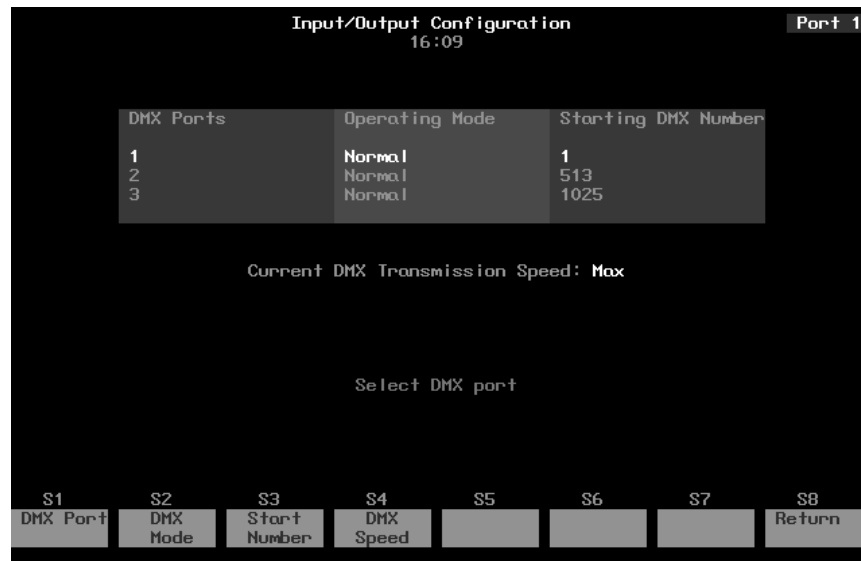 Input/Output Configuration
Port 1
16:09
DMX Ports Operating Mode Starting DMX Number
1 Normal 1
2 Normal 513
3 Normal 1025
Current DMX Transmission Speed: Max
Select DMX port
S1 S2 S3 S4 S5 S6 S7 S8
DMX Port DMX Start DMX Return
Mode Number Speed